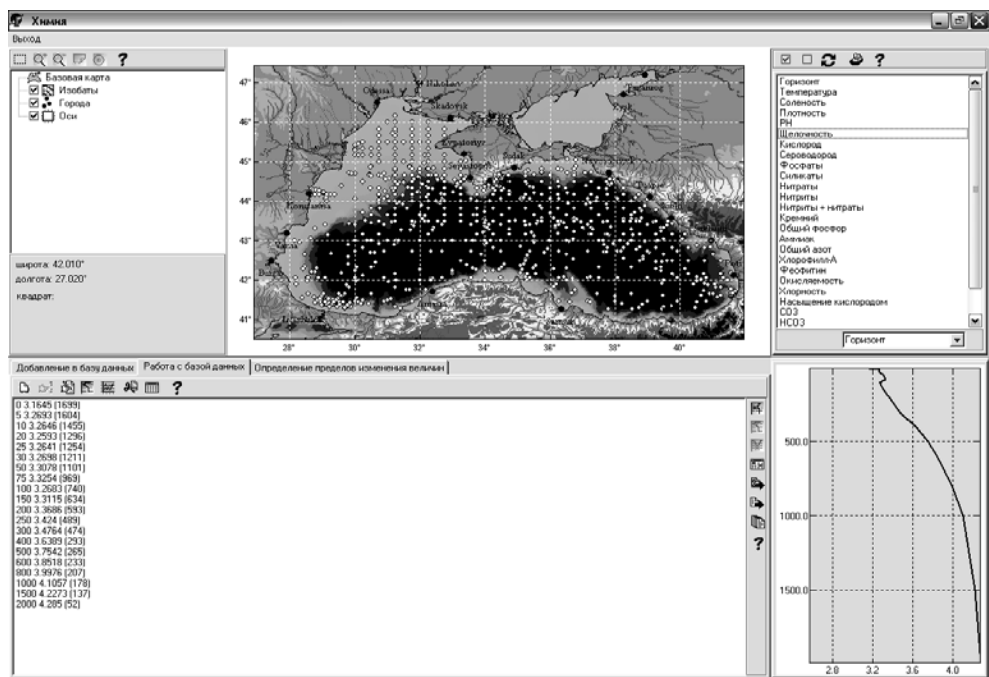 Химия
Выход
Базовая карта
Изобаты
Города
Оси
широта: 42.010°
долгота: 27.020°
квадрат:
47°
46°
45°
44°
43°
42°
41°
28°
30°
32°
34°
36°
38°
40°
Odessa
Nikolaev
Skadovsk
Taganrog
Sudak
Constantsa
Varna
Горизонт
Температура
Соленость
Плотность
PH
Щелочность
Кислород
Сероводород
Фосфаты
Силикаты
Нитраты
Нитриты
Нитриты + нитраты
Кремний
Общий фосфор
Аммиак
Общий азот
Хлорофилл-А
Феофитин
Окисляемость
Хлорность
Насыщение кислородом
CO3
HCO3
Горизонт
Добавление в базу данных
Работа с базой данных
Определение пределов изменения величин
0 3.1645 (1699)
5 3.2693 (1604)
10 3.2646 (1455)
20 3.2593 (1296)
25 3.2641 (1254)
30 3.2698 (1211)
50 3.3078 (1101)
75 3.3254 (969)
100 3.2683 (740)
150 3.3115 (634)
200 3.3686 (593)
250 3.424 (489)
300 3.4764 (474)
400 3.6389 (293)
500 3.7542 (265)
600 3.8518 (233)
800 3.9976 (207)
1000 4.1057 (178)
1500 4.2273 (137)
2000 4.285 (52)
500.0
1000.0
1500.0
2.8
3.2
3.6
4.0